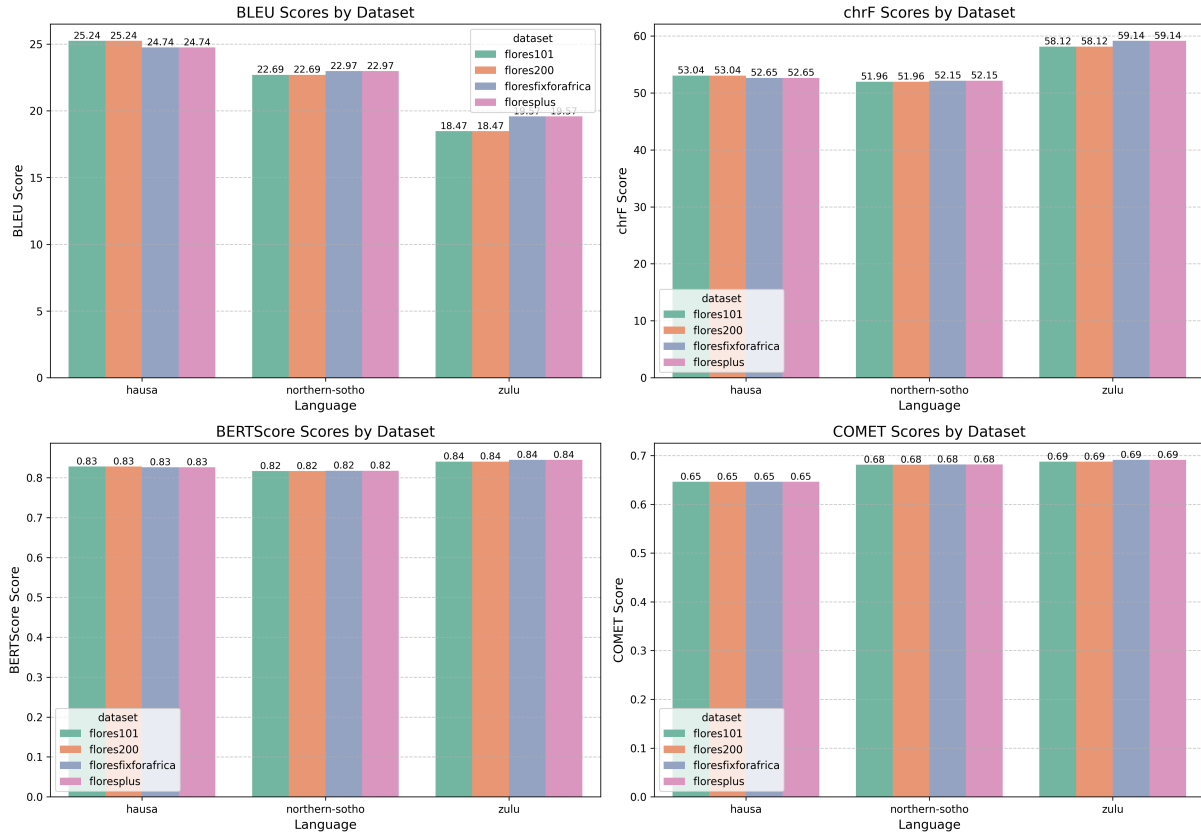 BLEU Scores by Dataset
25.24 25.24 24.74 24.74
22.69 22.69 22.97 22.97
18.47 18.47 19.57 19.57
dataset
flores101
flores200
floresfixforafrica
floresplus
BLEU Score
25
20
15
10
5
0
hausa northern-sotho zulu
Language
chrF Scores by Dataset
53.04 53.04 52.65 52.65
51.96 51.96 52.15 52.15
58.12 58.12 59.14 59.14
dataset
flores101
flores200
floresfixforafrica
floresplus
chrF Score
60
50
40
30
20
10
0
hausa northern-sotho zulu
Language
BERTScore Scores by Dataset
0.83 0.83 0.83 0.83
0.82 0.82 0.82 0.82
0.84 0.84 0.84 0.84
dataset
flores101
flores200
floresfixforafrica
floresplus
BERTScore Score
0.8
0.7
0.6
0.5
0.4
0.3
0.2
0.1
0.0
hausa northern-sotho zulu
Language
COMET Scores by Dataset
0.65 0.65 0.65 0.65
0.68 0.68 0.68 0.68
0.69 0.69 0.69 0.69
dataset
flores101
flores200
floresfixforafrica
floresplus
COMET Score
0.7
0.6
0.5
0.4
0.3
0.2
0.1
0.0
hausa northern-sotho zulu
Language